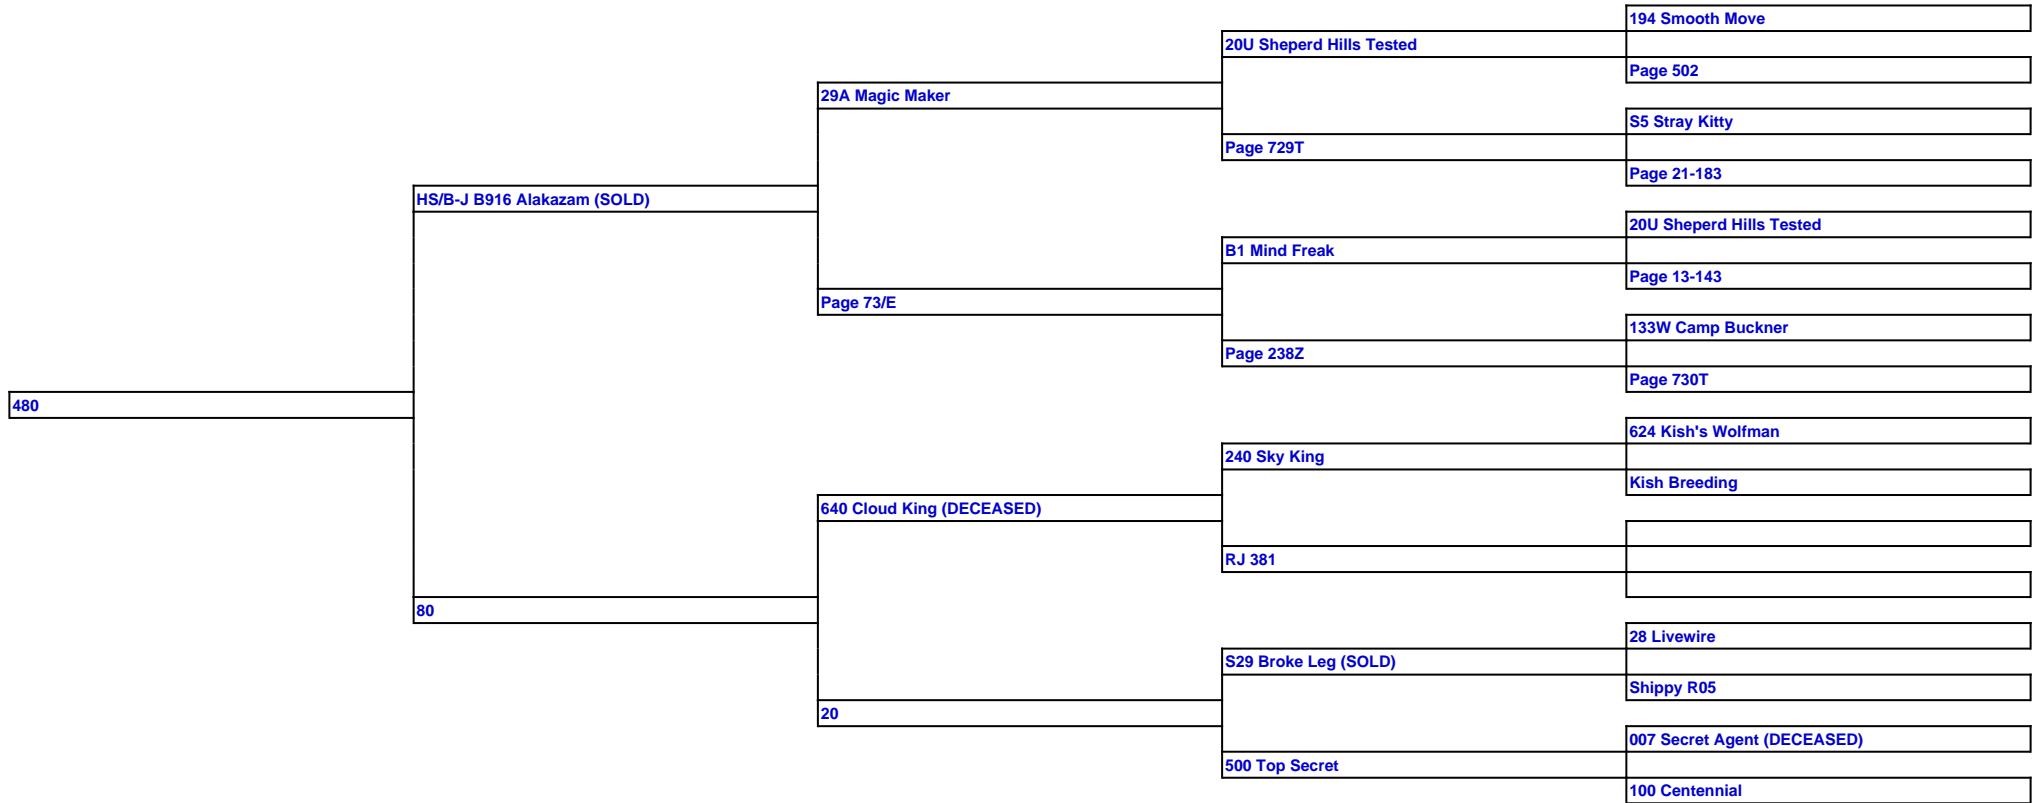 194 Smooth Move
20U Sheperd Hills Tested
Page 502
29A Magic Maker
S5 Stray Kitty
Page 729T
Page 21-183
HS/B-J B916 Alakazam (SOLD)
20U Sheperd Hills Tested
B1 Mind Freak
Page 13-143
Page 73/E
133W Camp Buckner
Page 238Z
Page 730T
480
624 Kish's Wolfman
240 Sky King
Kish Breeding
640 Cloud King (DECEASED)
RJ 381
80
28 Livewire
S29 Broke Leg (SOLD)
Shippy R05
20
007 Secret Agent (DECEASED)
500 Top Secret
100 Centennial